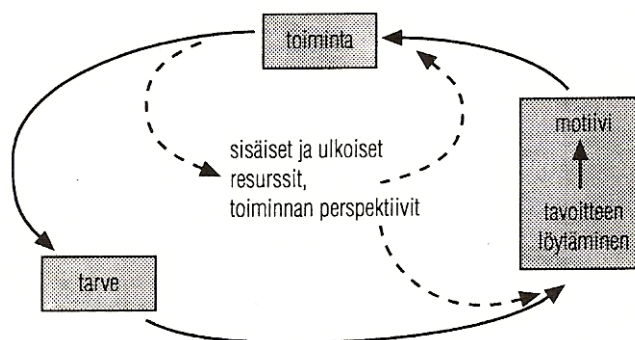 toiminta
motiivi
sisäiset ja ulkoiset
resurssit,
toiminnan perspektiivit
tavoitteen
löytäminen
tarve